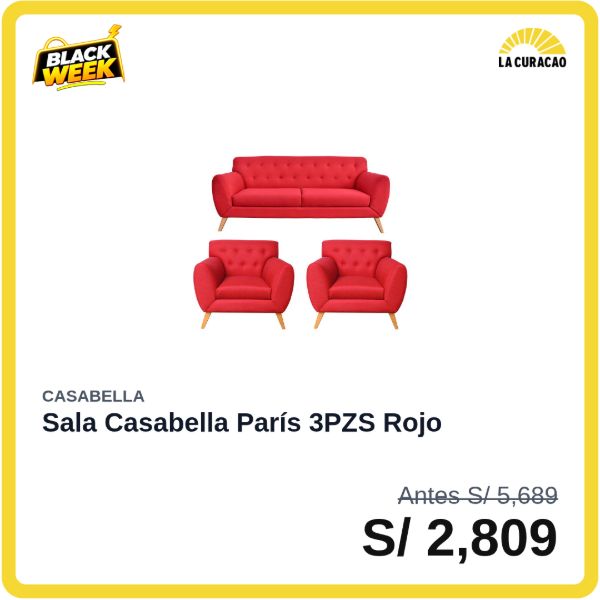 BLACK
WEEK
LA CURACAO
CASABELLA
Sala Casabella París 3PZS Rojo
Antes S/ 5,689
S/ 2,809